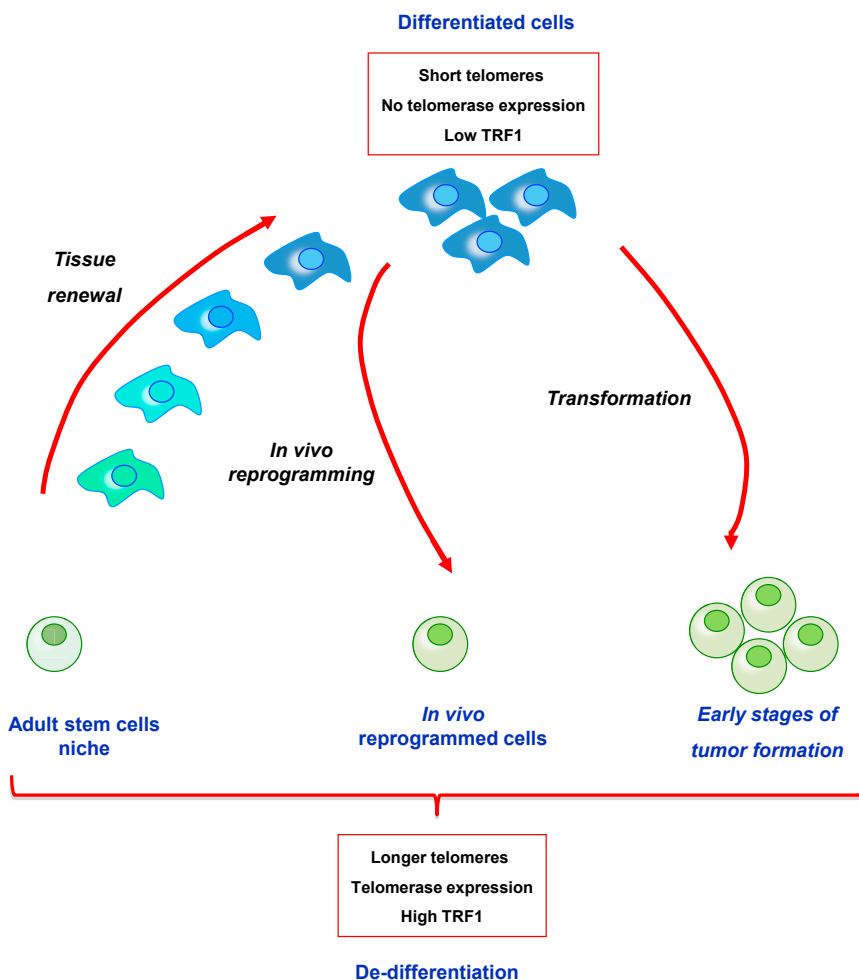 Differentiated cells
Short telomeres
No telomerase expression
Low TRF1
Tissue
renewal
In vivo
reprogramming
Transformation
Adult stem cells
niche
In vivo
reprogrammed cells
Early stages of
tumor formation
Longer telomeres
Telomerase expression
High TRF1
De-differentiation